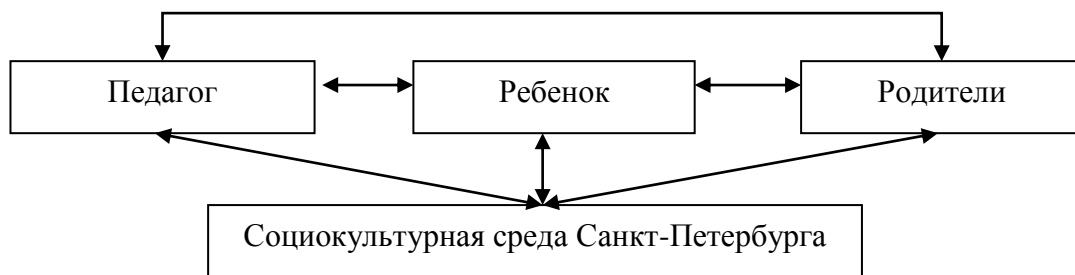 Педагог
Ребенок
Родители
Социокультурная среда Санкт-Петербурга